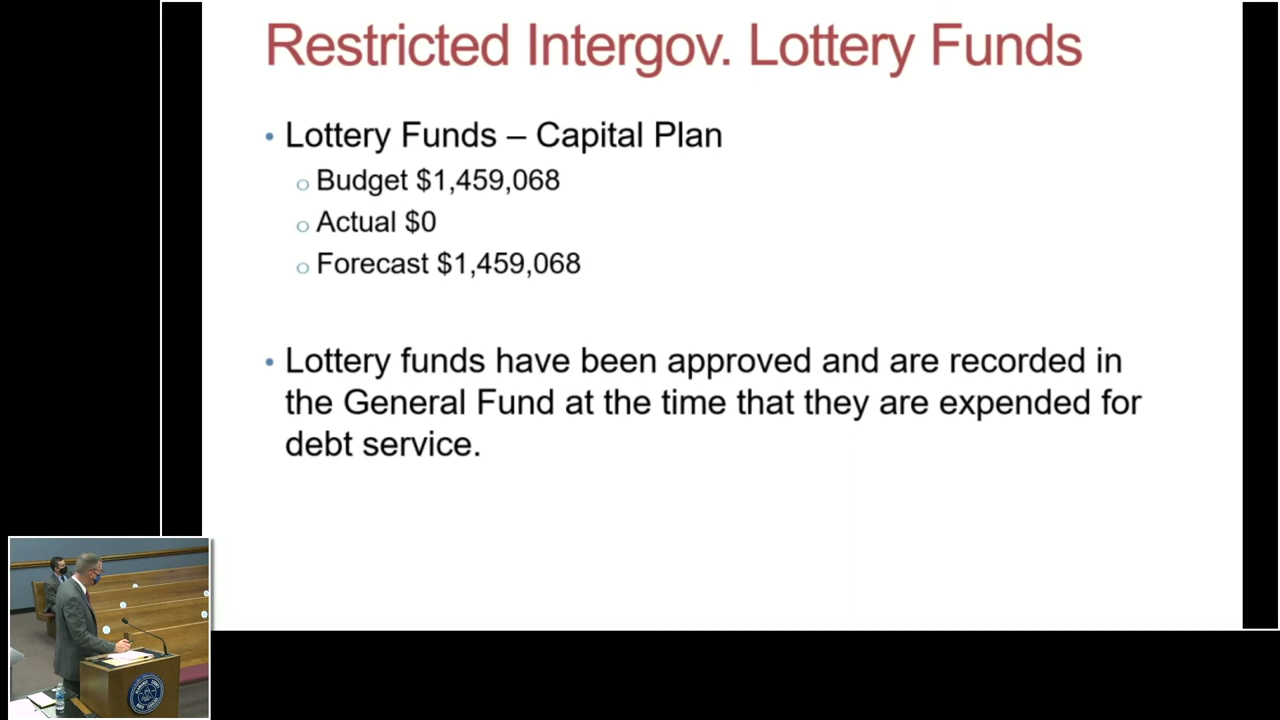 Restricted Intergov. Lottery Funds
• Lottery Funds – Capital Plan
o Budget $1,459,068
o Actual $0
o Forecast $1,459,068
• Lottery funds have been approved and are recorded in
the General Fund at the time that they are expended for
debt service.